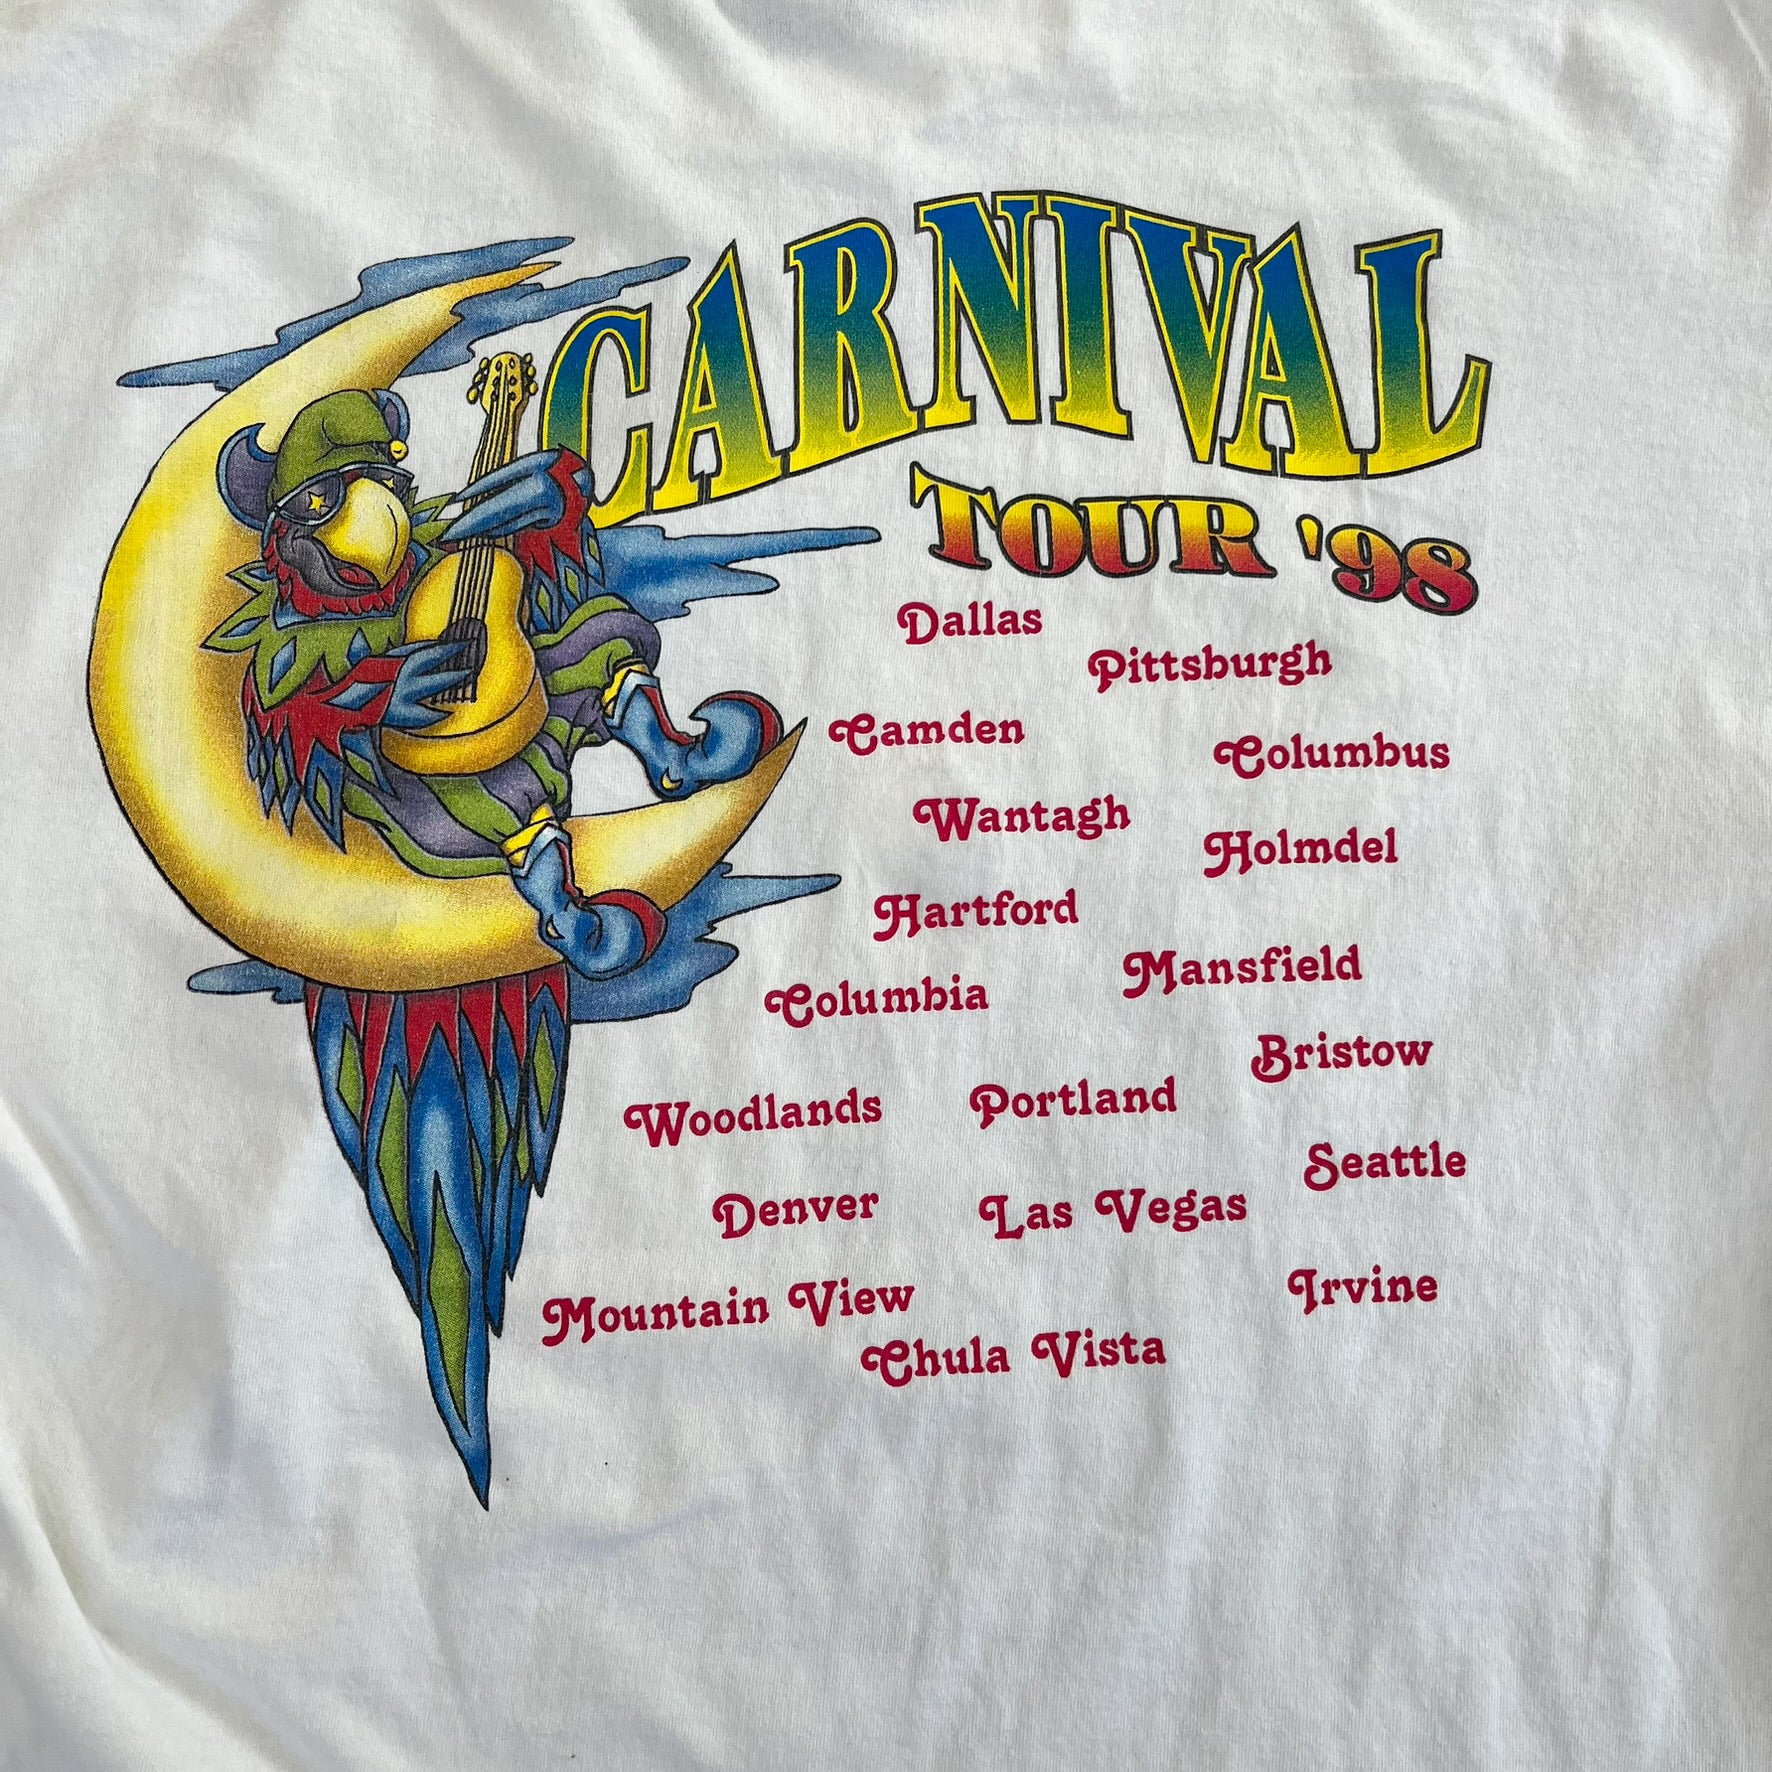 CARNIVAL
TOUR '98
Dallas
Pittsburgh
Camden
Columbus
Wantagh
Holmdel
Hartford
Mansfield
Columbia
Bristow
Woodlands
Portland
Seattle
Denver
Las Vegas
Mountain View
Irvine
Chula Vista